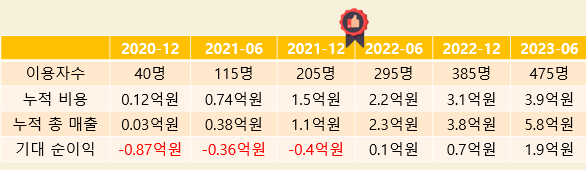 2020-12 2021-06 2021-12 2022-06 2022-12 2023-06
이용자수 40명 115명 205명 295명 385명 475명
누적 비용 0.12억원 0.74억원 1.5억원 2.2억원 3.1억원 3.9억원
누적 총 매출 0.03억원 0.38억원 1.1억원 2.3억원 3.8억원 5.8억원
기대 순이익 -0.87억원 -0.36억원 -0.4억원 0.1억원 0.7억원 1.9억원